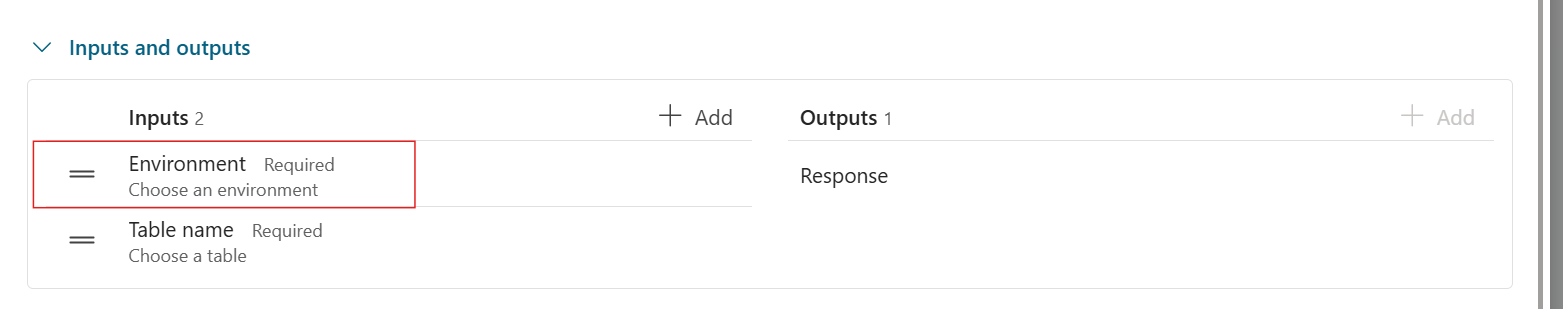 Inputs and outputs
Inputs 2
Add
Outputs 1
Add
Environment Required
Choose an environment
Response
Table name Required
Choose a table